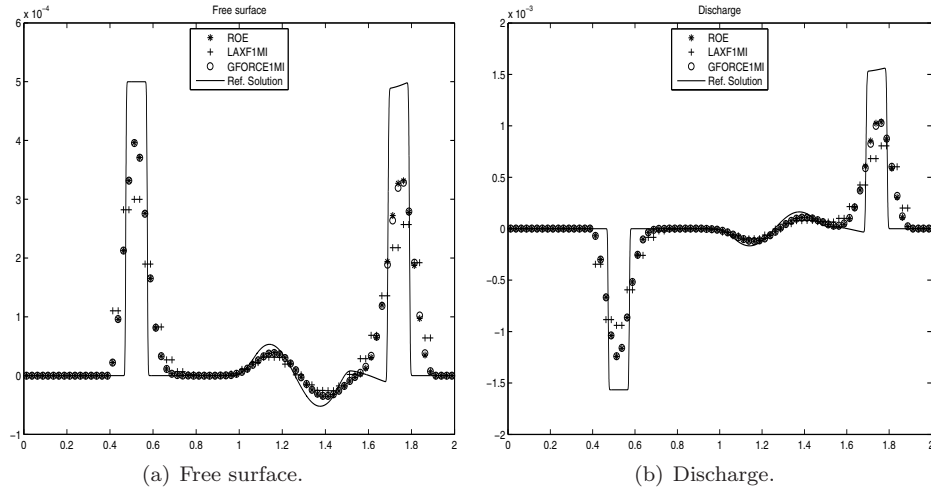 Free surface
x 10⁻⁴
ROE
LAXF1MI
GFORCE1MI
Ref. Solution
6
5
4
3
2
1
0
−1
0 0.2 0.4 0.6 0.8 1 1.2 1.4 1.6 1.8 2
(a) Free surface.
Discharge
x 10⁻³
ROE
LAXF1MI
GFORCE1MI
Ref. Solution
2
1.5
1
0.5
0
−0.5
−1
−1.5
−2
0 0.2 0.4 0.6 0.8 1 1.2 1.4 1.6 1.8 2
(b) Discharge.